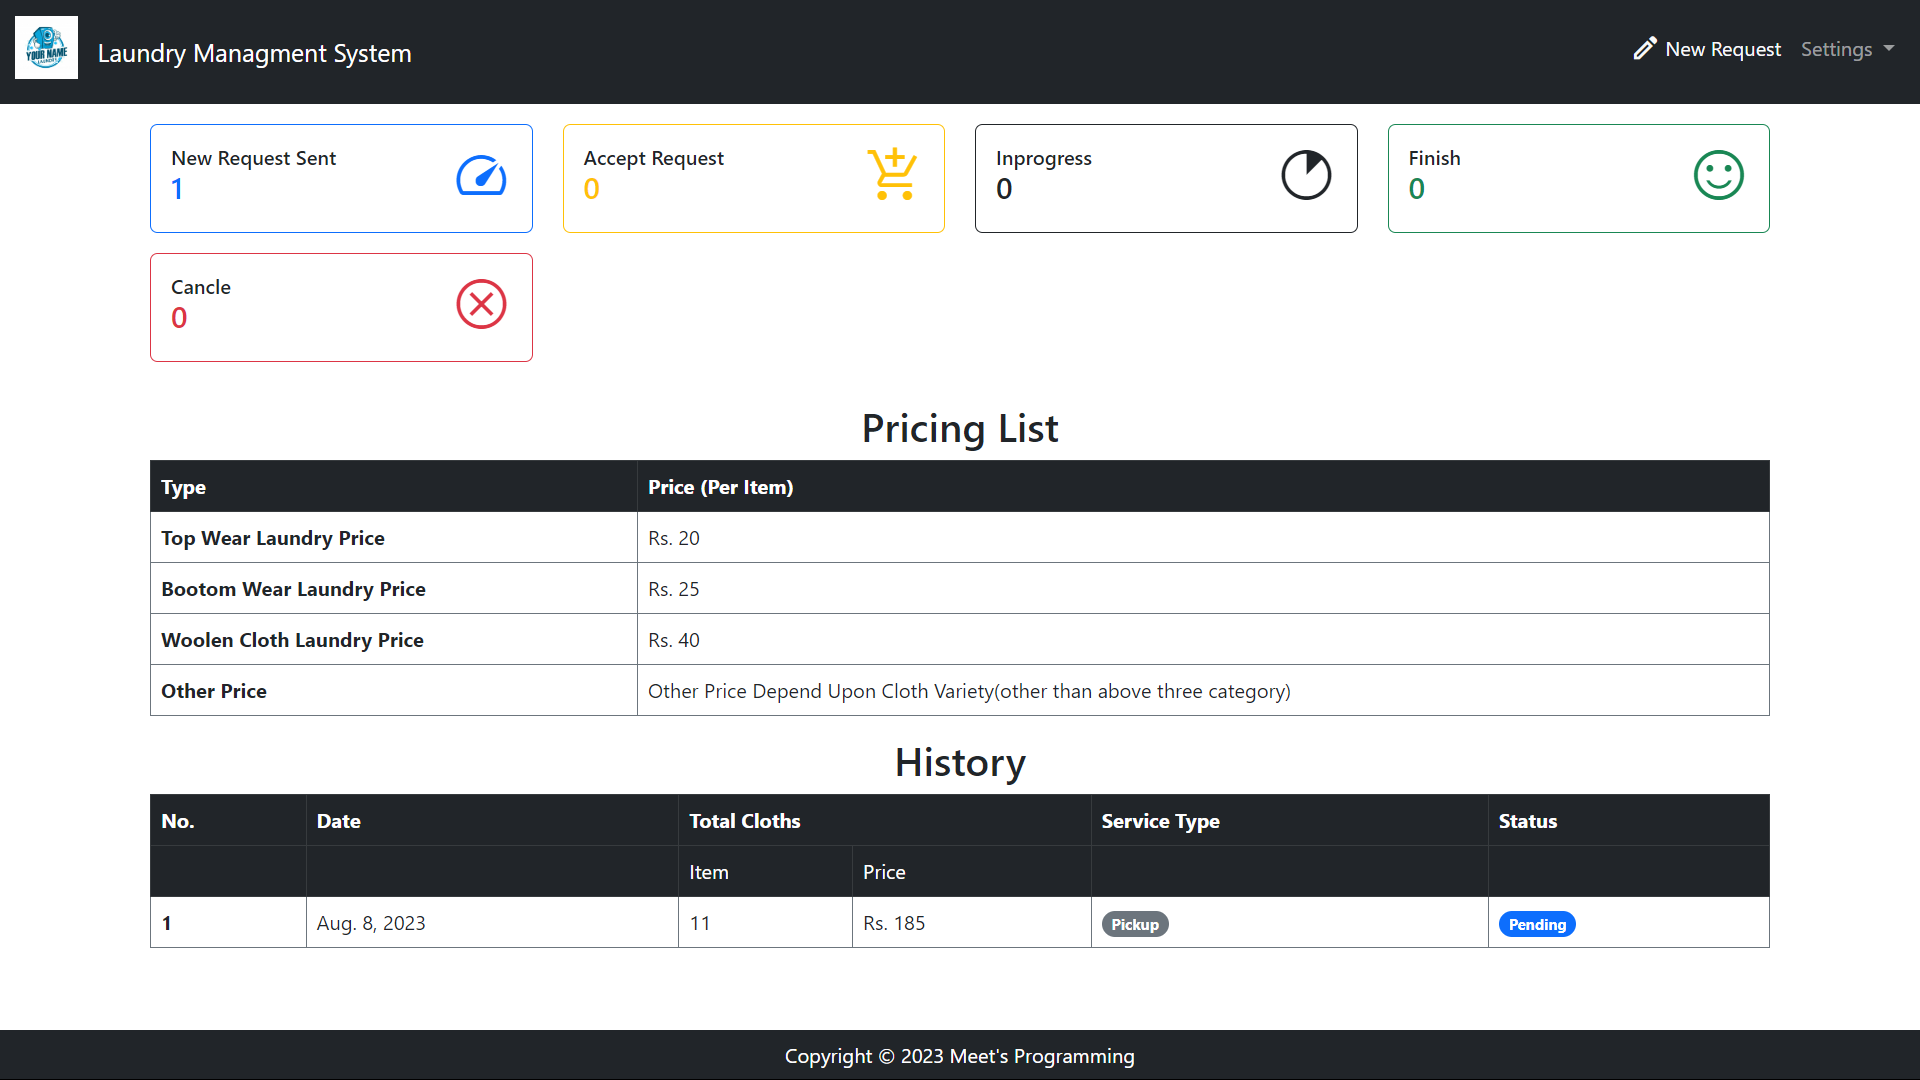 YOUR NAME
LAUNDRY
Laundry Managment System
New Request
Settings
New Request Sent
1
Accept Request
0
Inprogress
0
Finish
0
Cancle
0
Pricing List
Type Price (Per Item)
Top Wear Laundry Price Rs. 20
Bootom Wear Laundry Price Rs. 25
Woolen Cloth Laundry Price Rs. 40
Other Price Other Price Depend Upon Cloth Variety(other than above three category)
History
No. Date Total Cloths Service Type Status
Item Price
1 Aug. 8, 2023 11 Rs. 185 Pickup Pending
Copyright © 2023 Meet's Programming